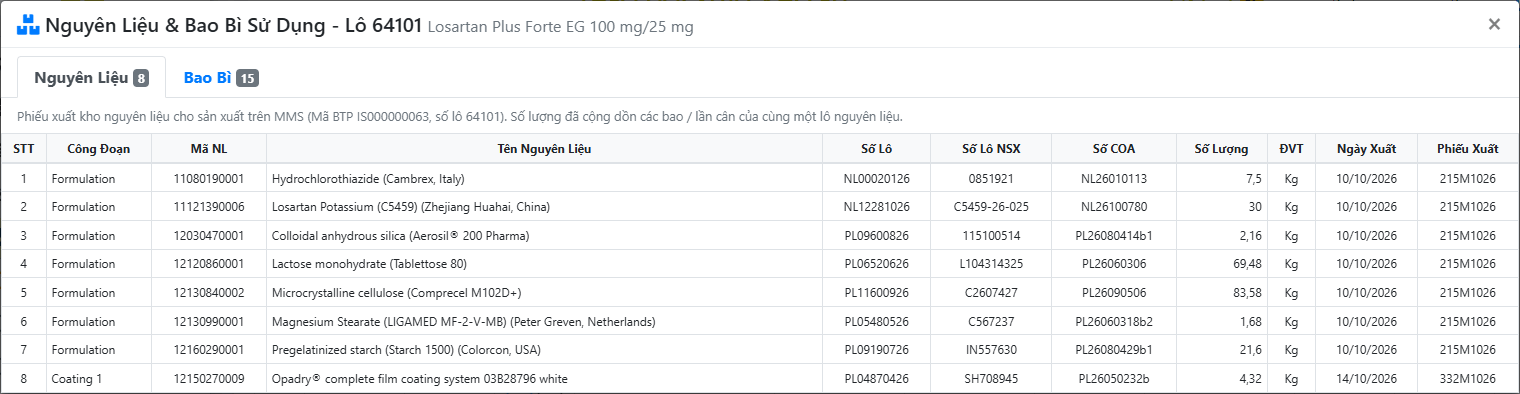 Nguyên Liệu & Bao Bì Sử Dụng - Lô 64101 Losartan Plus Forte EG 100 mg/25 mg ×
Nguyên Liệu 8 Bao Bì 15
Phiếu xuất kho nguyên liệu cho sản xuất trên MMS (Mã BTP IS000000063, số lô 64101). Số lượng đã cộng dồn các bao / lần cân của cùng một lô nguyên liệu.
STT Công Đoạn Mã NL Tên Nguyên Liệu Số Lô Số Lô NSX Số COA Số Lượng ĐVT Ngày Xuất Phiếu Xuất
1 Formulation 11080190001 Hydrochlorothiazide (Cambrex, Italy) NL00020126 0851921 NL26010113 7,5 Kg 10/10/2026 215M1026
2 Formulation 11121390006 Losartan Potassium (C5459) (Zhejiang Huahai, China) NL12281026 C5459-26-025 NL26100780 30 Kg 10/10/2026 215M1026
3 Formulation 12030470001 Colloidal anhydrous silica (Aerosil® 200 Pharma) PL09600826 115100514 PL26080414b1 2,16 Kg 10/10/2026 215M1026
4 Formulation 12120860001 Lactose monohydrate (Tablettose 80) PL06520626 L104314325 PL26060306 69,48 Kg 10/10/2026 215M1026
5 Formulation 12130840002 Microcrystalline cellulose (Comprecel M102D+) PL11600926 C2607427 PL26090506 83,58 Kg 10/10/2026 215M1026
6 Formulation 12130990001 Magnesium Stearate (LIGAMED MF-2-V-MB) (Peter Greven, Netherlands) PL05480526 C567237 PL26060318b2 1,68 Kg 10/10/2026 215M1026
7 Formulation 12160290001 Pregelatinized starch (Starch 1500) (Colorcon, USA) PL09190726 IN557630 PL26080429b1 21,6 Kg 10/10/2026 215M1026
8 Coating 1 12150270009 Opadry® complete film coating system 03B28796 white PL04870426 SH708945 PL26050232b 4,32 Kg 14/10/2026 332M1026